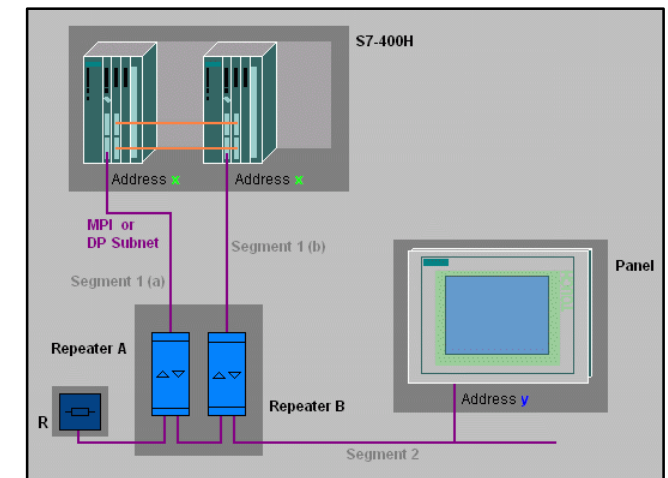 S7-400H
Address x
Address x
MPI or
DP Subnet
Segment 1 (b)
Segment 1 (a)
Panel
Repeater A
Repeater B
Address y
R
Segment 2